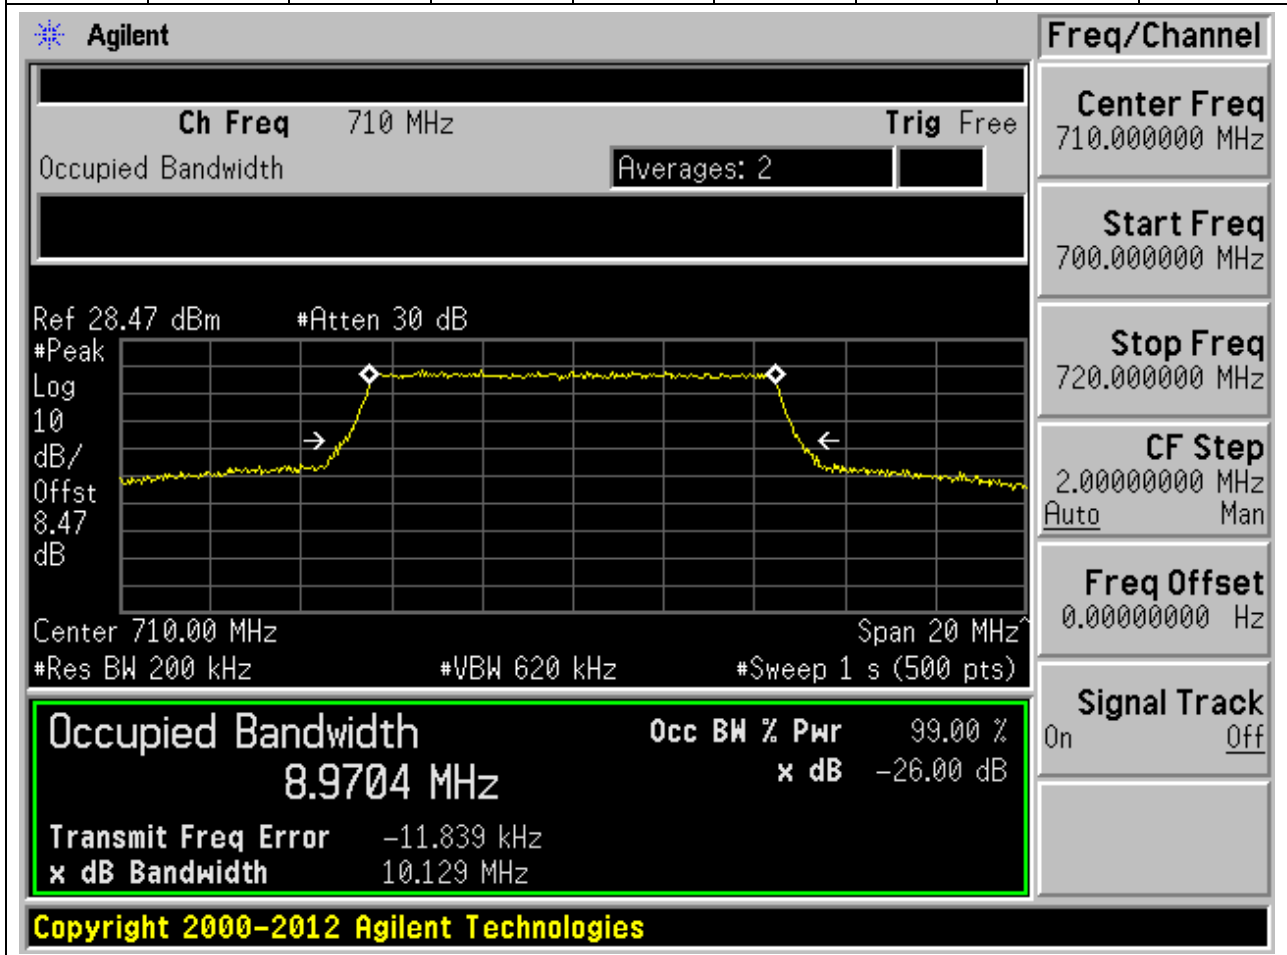 Agilent
Freq/Channel
Ch Freq 710 MHz Trig Free
Occupied Bandwidth Averages: 2
Center Freq
710.000000 MHz
Start Freq
700.000000 MHz
Stop Freq
720.000000 MHz
CF Step
2.00000000 MHz
Auto Man
Freq Offset
0.00000000 Hz
Signal Track
On Off
Ref 28.47 dBm #Atten 30 dB
#Peak
Log
10
dB/
Offst
8.47
dB
Center 710.00 MHz Span 20 MHz^
#Res BW 200 kHz #VBW 620 kHz #Sweep 1 s (500 pts)
Occupied Bandwidth Occ BW % Pwr 99.00 %
8.9704 MHz x dB -26.00 dB
Transmit Freq Error -11.839 kHz
x dB Bandwidth 10.129 MHz
Copyright 2000-2012 Agilent Technologies